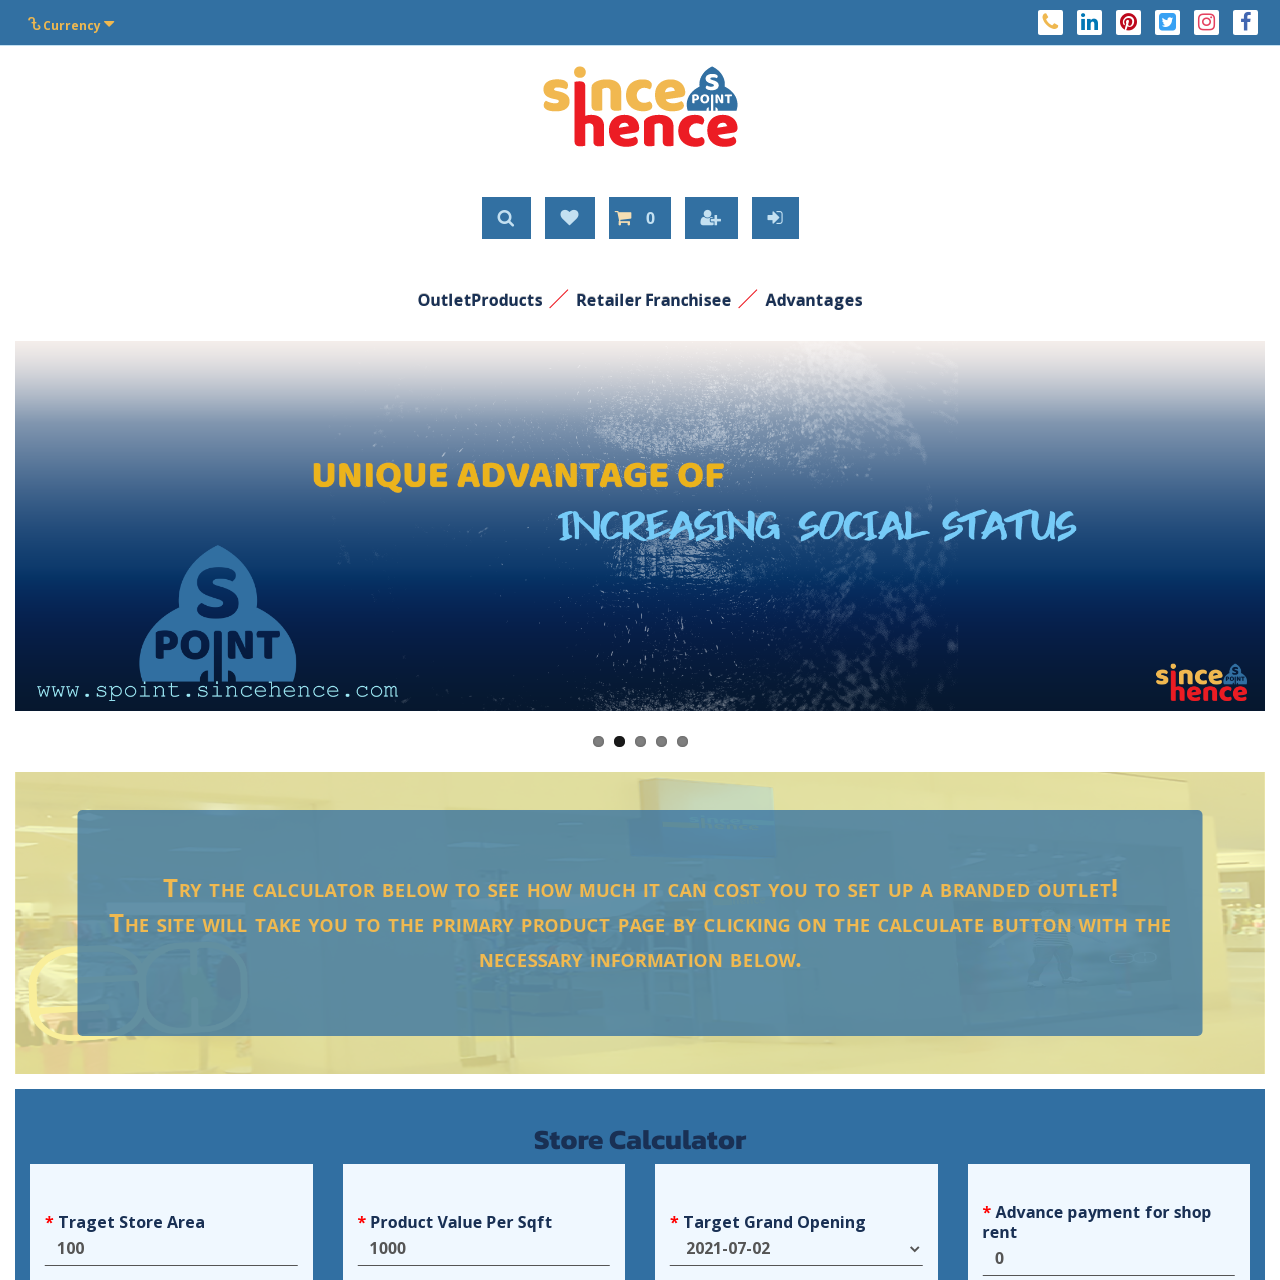 ৳ Currency
since
S
POINT
hence
0
OutletProducts
Retailer Franchisee
Advantages
UNIQUE ADVANTAGE OF
INCREASING SOCIAL STATUS
S
POINT
www.spoint.sincehence.com
since
S
POINT
hence
Try the calculator below to see how much it can cost you to set up a branded outlet!
The site will take you to the primary product page by clicking on the calculate button with the
necessary information below.
Store Calculator
* Traget Store Area
100
* Product Value Per Sqft
1000
* Target Grand Opening
2021-07-02
* Advance payment for shop
rent
0